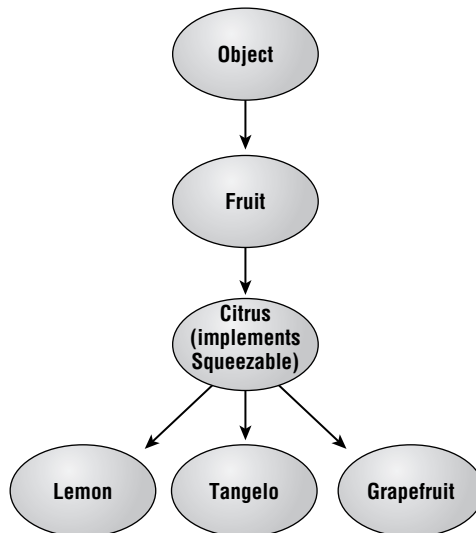 Object
Fruit
Citrus
(implements
Squeezable)
Lemon
Tangelo
Grapefruit